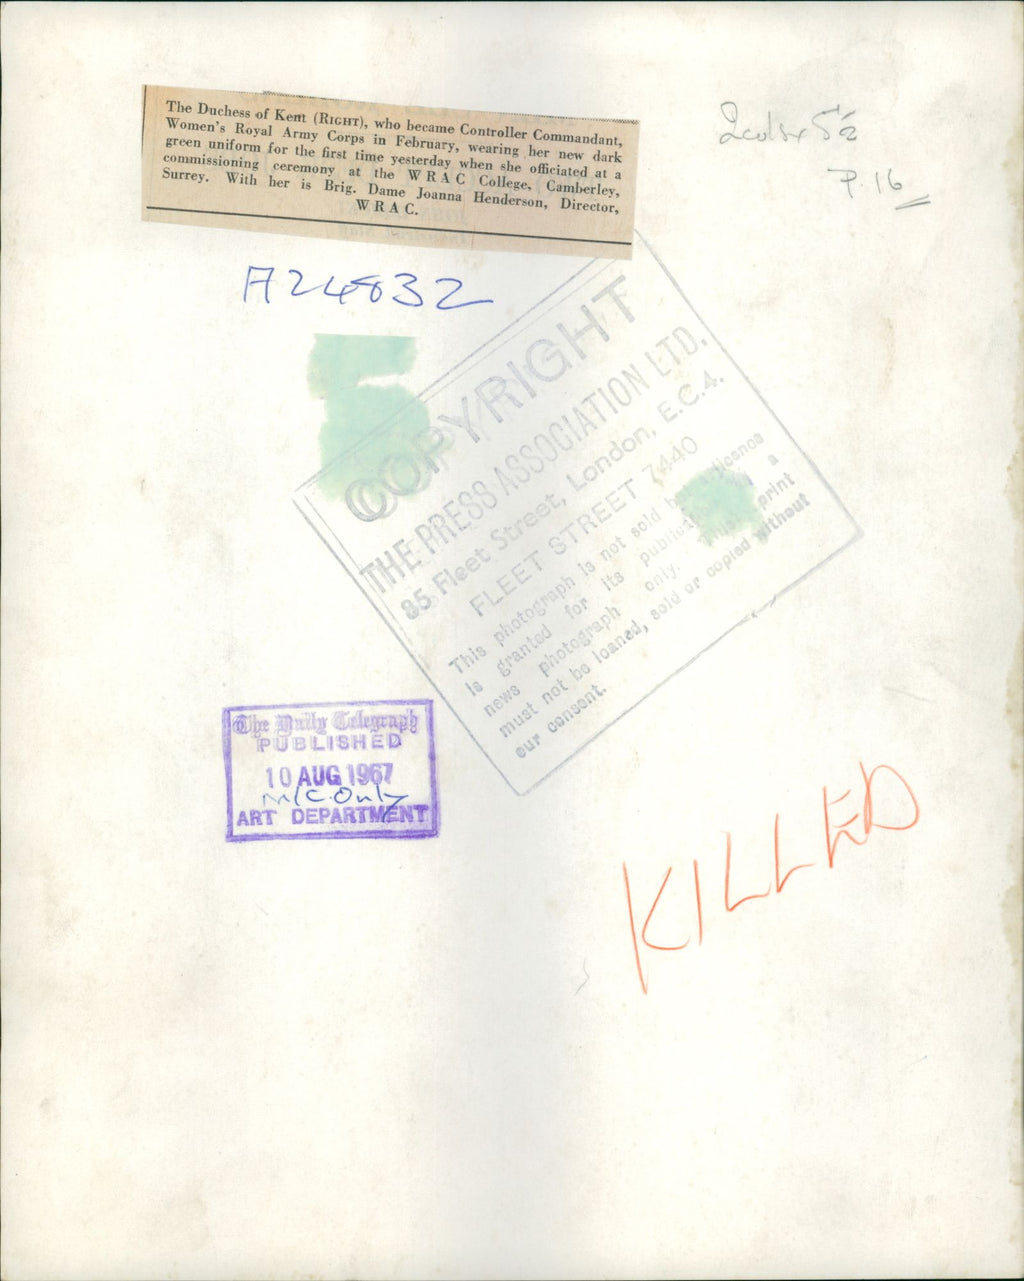 The Duchess of Kent (RIGHT), who became Controller Commandant,
Women's Royal Army Corps in February, wearing her new dark
green uniform for the first time yesterday when she officiated at a
commissioning ceremony at the W R A C College, Camberley,
Surrey. With her is Brig. Dame Joanna Henderson, Director,
W R A C.
P. 16
A24832
COPYRIGHT
THE PRESS ASSOCIATION LTD.
85 Fleet Street, London, E.C.4.
FLEET STREET 7440
This photograph is not sold licence
is granted for its publication a
news photograph only. This print
must not be loaned, sold or copied without
our consent.
The Daily Telegraph
PUBLISHED
10 AUG 1967
M/C. Only
ART DEPARTMENT
KILLED